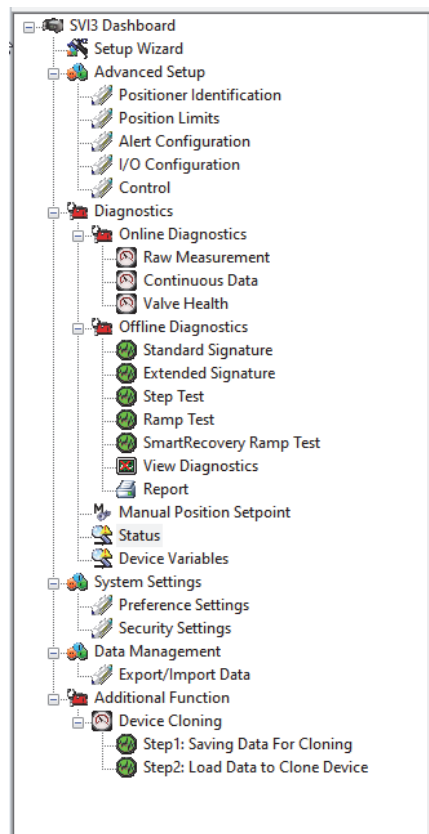 SVI3 Dashboard
Setup Wizard
Advanced Setup
Positioner Identification
Position Limits
Alert Configuration
I/O Configuration
Control
Diagnostics
Online Diagnostics
Raw Measurement
Continuous Data
Valve Health
Offline Diagnostics
Standard Signature
Extended Signature
Step Test
Ramp Test
SmartRecovery Ramp Test
View Diagnostics
Report
Manual Position Setpoint
Status
Device Variables
System Settings
Preference Settings
Security Settings
Data Management
Export/Import Data
Additional Function
Device Cloning
Step1: Saving Data For Cloning
Step2: Load Data to Clone Device